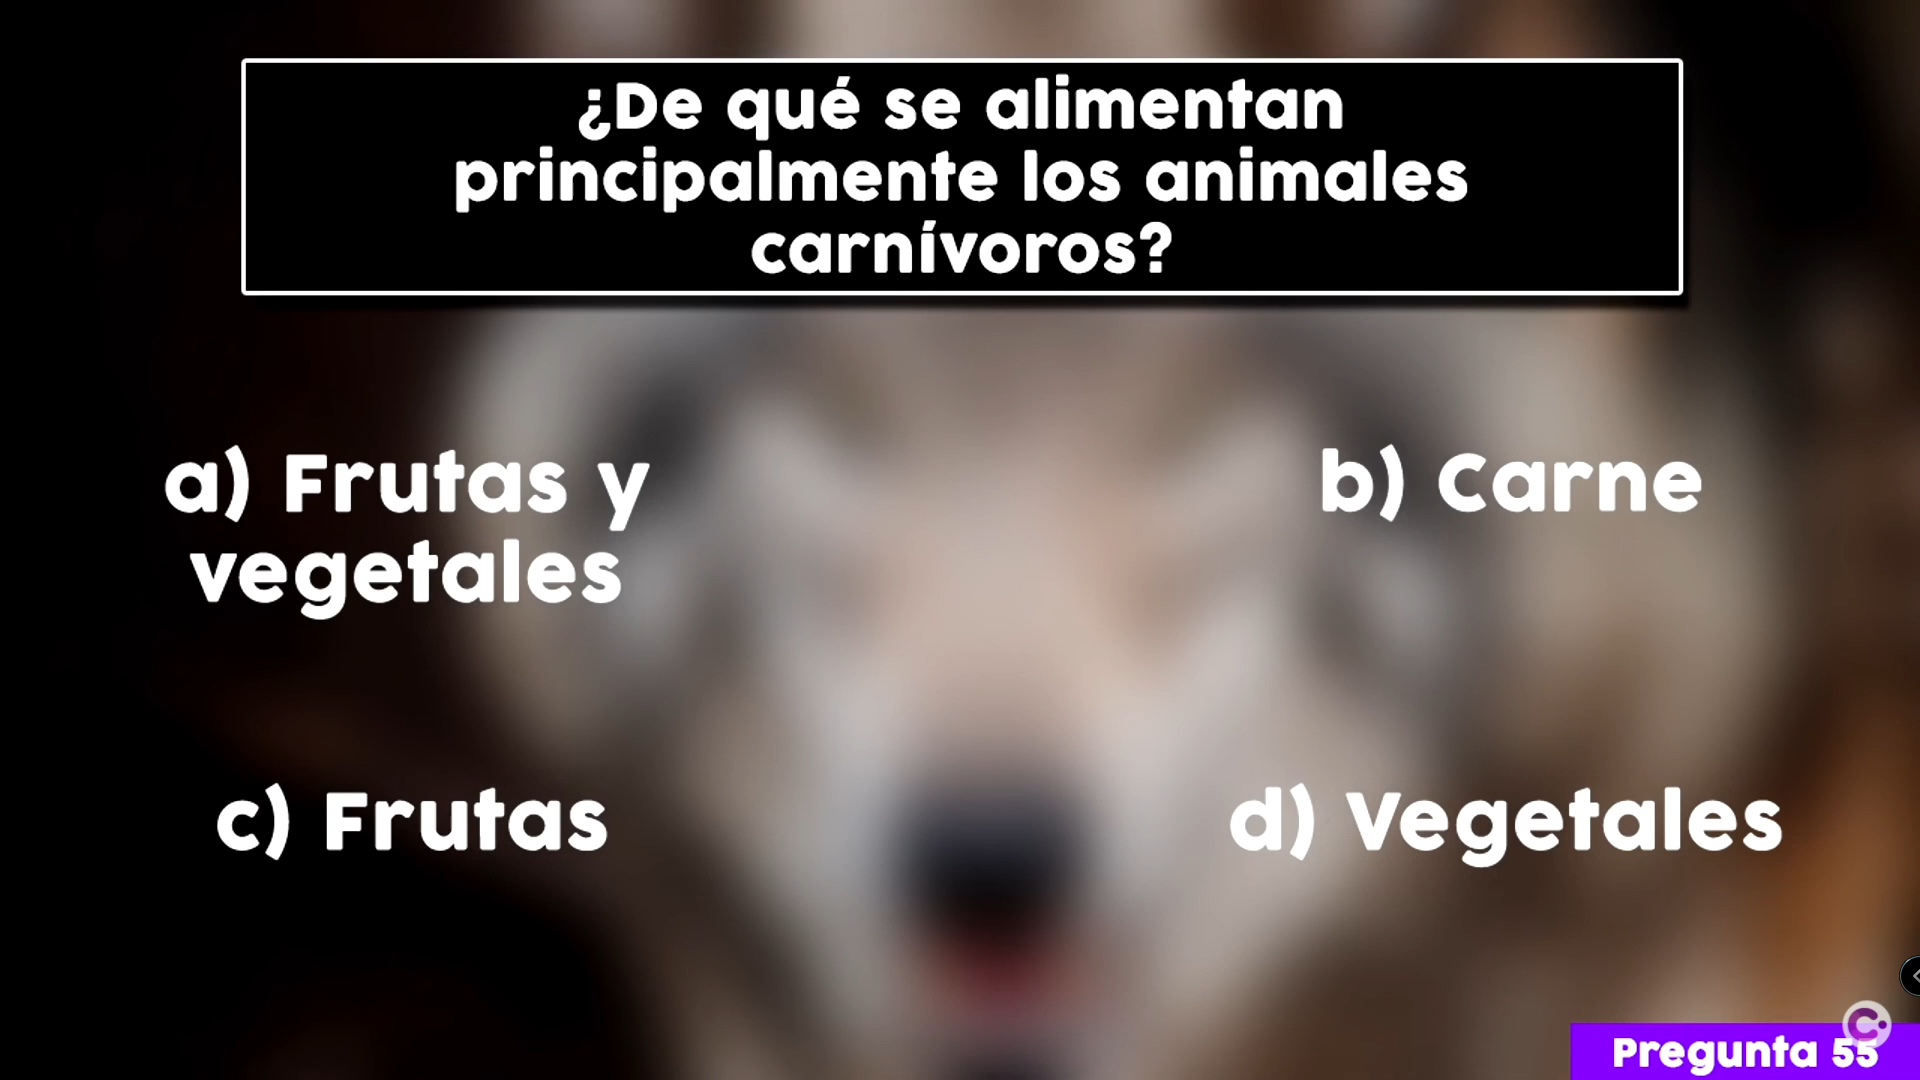 ¿De qué se alimentan
principalmente los animales
carnívoros?
a) Frutas y
vegetales
b) Carne
c) Frutas
d) Vegetales
Pregunta 55